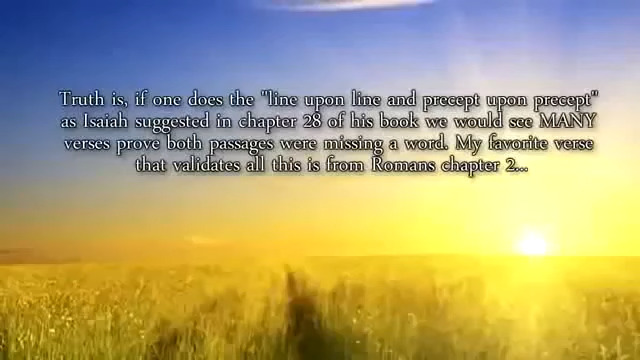 Truth is, if one does the "line upon line and precept upon precept"
as Isaiah suggested in chapter 28 of his book we would see MANY
verses prove both passages were missing a word. My favorite verse
that validates all this is from Romans chapter 2...